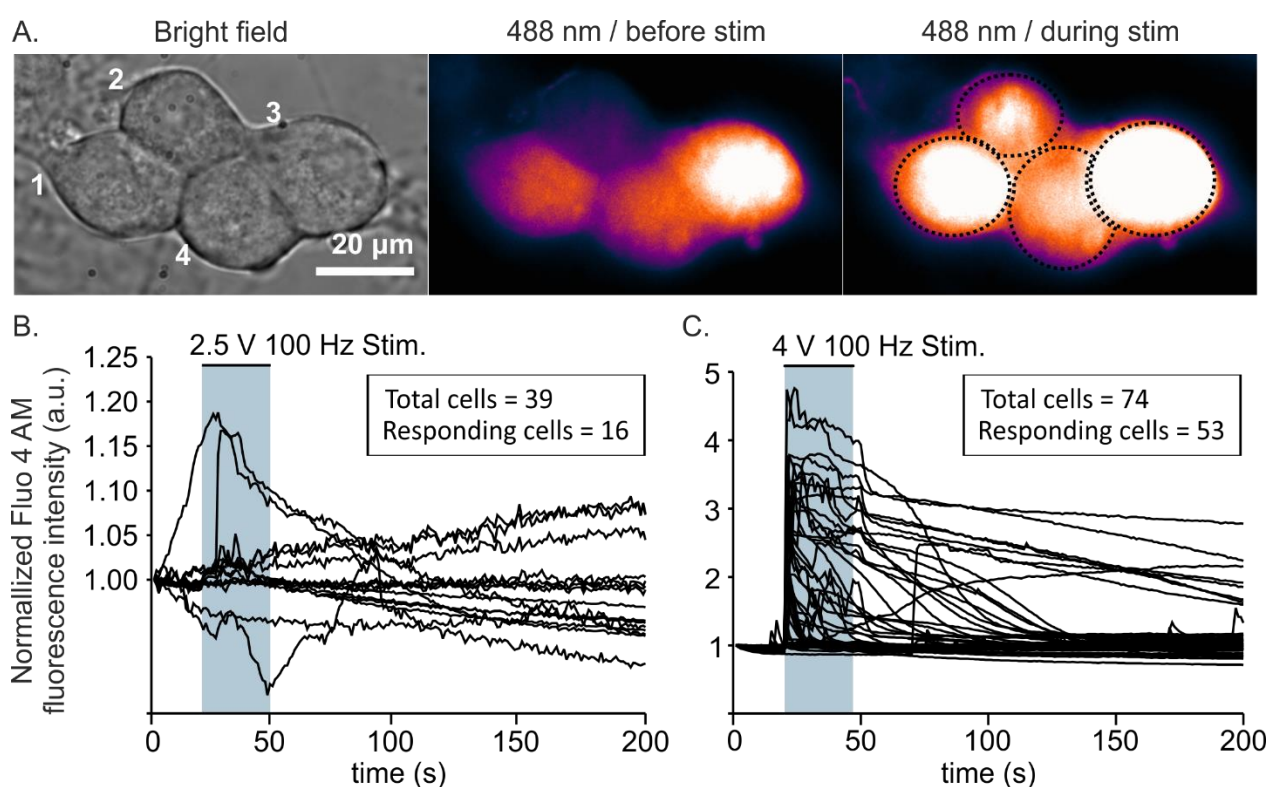 A.
Bright field
488 nm / before stim
488 nm / during stim
2
3
1
4
20 µm
B.
2.5 V 100 Hz Stim.
Total cells = 39
Responding cells = 16
Normalized Fluo 4 AM
fluorescence intensity (a.u.)
1.25
1.20
1.15
1.10
1.05
1.00
0
50
100
150
200
time (s)
C.
4 V 100 Hz Stim.
Total cells = 74
Responding cells = 53
5
4
3
2
1
0
50
100
150
200
time (s)